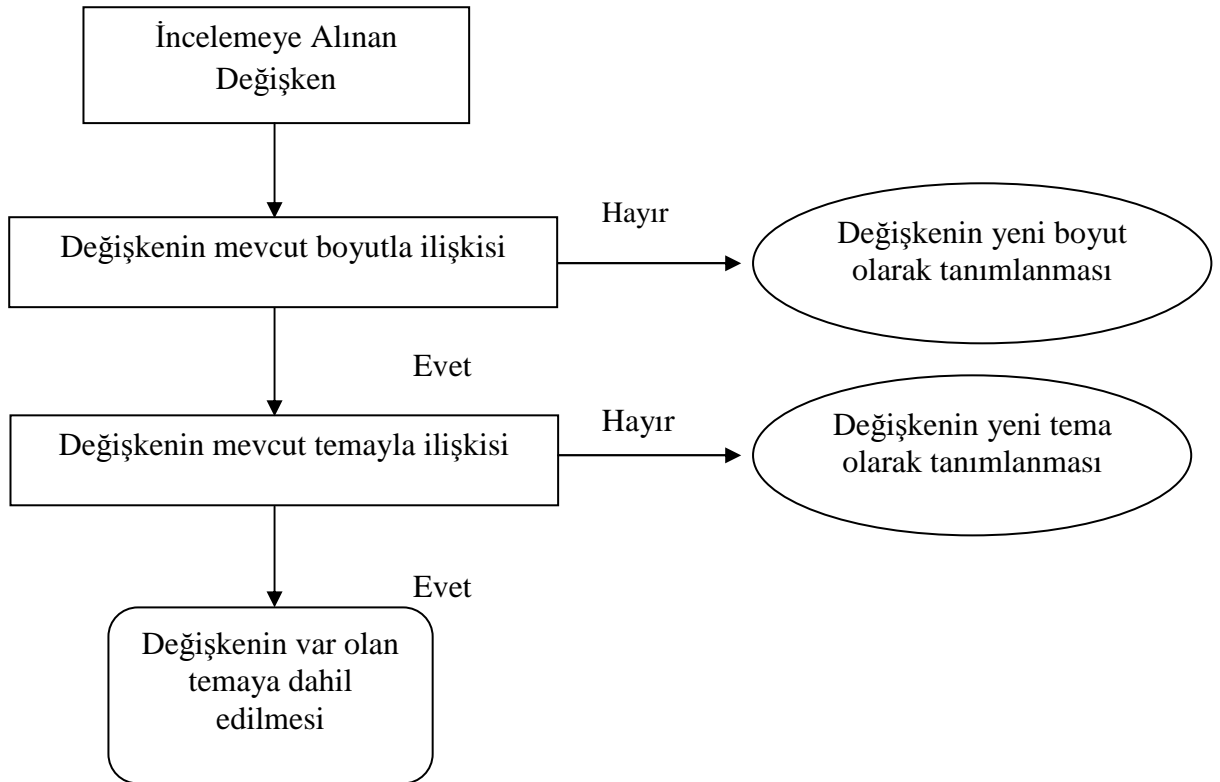 İncelemeye Alınan
Değişken
Değişkenin mevcut boyutla ilişkisi
Hayır
Değişkenin yeni boyut
olarak tanımlanması
Evet
Değişkenin mevcut temayla ilişkisi
Hayır
Değişkenin yeni tema
olarak tanımlanması
Evet
Değişkenin var olan
temaya dahil
edilmesi